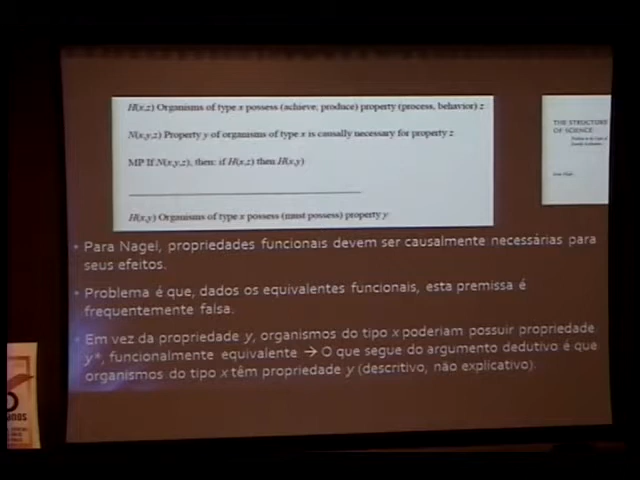 H(x,z) Organisms of type x possess (achieve, produce) property (process, behavior) z
N(x,y,z) Property y of organisms of type x is causally necessary for property z
MP If N(x,y,z), then: if H(x,z) then H(x,y)
H(x,y) Organisms of type x possess (must possess) property y
THE STRUCTURE
OF SCIENCE
• Para Nagel, propriedades funcionais devem ser causalmente necessárias para
seus efeitos.
• Problema é que, dados os equivalentes funcionais, esta premissa é
frequentemente falsa.
• Em vez da propriedade y, organismos do tipo x poderiam possuir propriedade
y*, funcionalmente equivalente → O que segue do argumento dedutivo é que
organismos do tipo x têm propriedade y (descritivo, não explicativo).